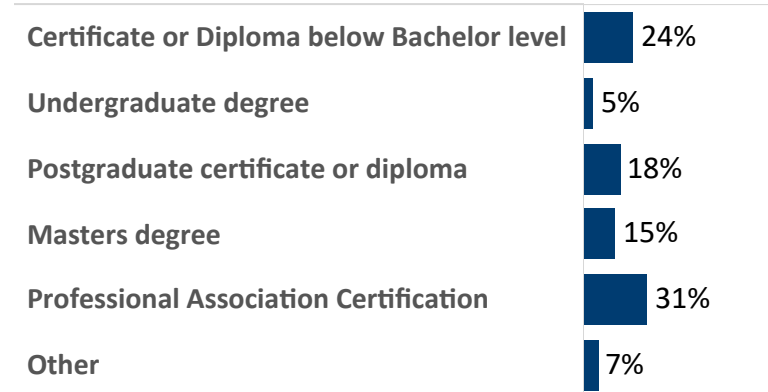 Certificate or Diploma below Bachelor level 24%
Undergraduate degree 5%
Postgraduate certificate or diploma 18%
Masters degree 15%
Professional Association Certification 31%
Other 7%